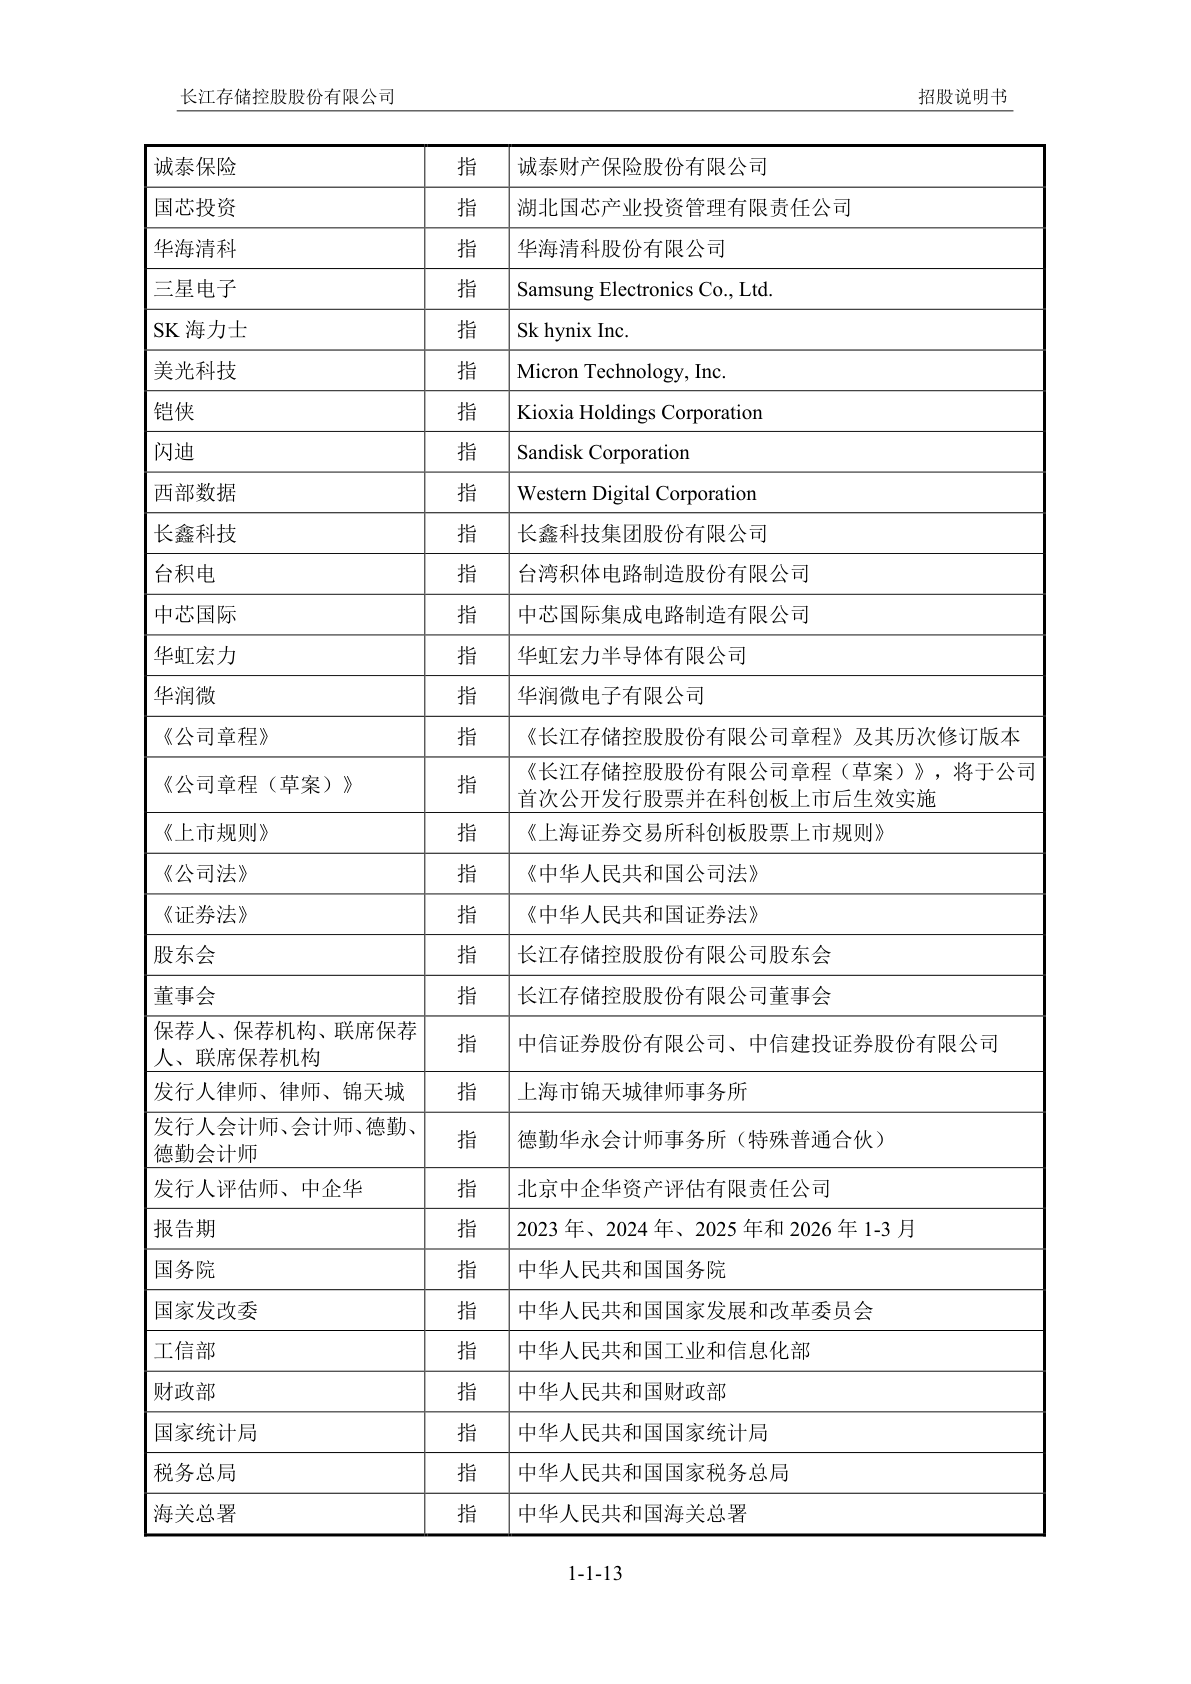 长江存储控股股份有限公司 招股说明书
诚泰保险 指 诚泰财产保险股份有限公司
国芯投资 指 湖北国芯产业投资管理有限责任公司
华海清科 指 华海清科股份有限公司
三星电子 指 Samsung Electronics Co., Ltd.
SK 海力士 指 Sk hynix Inc.
美光科技 指 Micron Technology, Inc.
铠侠 指 Kioxia Holdings Corporation
闪迪 指 Sandisk Corporation
西部数据 指 Western Digital Corporation
长鑫科技 指 长鑫科技集团股份有限公司
台积电 指 台湾积体电路制造股份有限公司
中芯国际 指 中芯国际集成电路制造有限公司
华虹宏力 指 华虹宏力半导体有限公司
华润微 指 华润微电子有限公司
《公司章程》 指 《长江存储控股股份有限公司章程》及其历次修订版本
《公司章程（草案）》 指 《长江存储控股股份有限公司章程（草案）》，将于公司
首次公开发行股票并在科创板上市后生效实施
《上市规则》 指 《上海证券交易所科创板股票上市规则》
《公司法》 指 《中华人民共和国公司法》
《证券法》 指 《中华人民共和国证券法》
股东会 指 长江存储控股股份有限公司股东会
董事会 指 长江存储控股股份有限公司董事会
保荐人、保荐机构、联席保荐
人、联席保荐机构 指 中信证券股份有限公司、中信建投证券股份有限公司
发行人律师、律师、锦天城 指 上海市锦天城律师事务所
发行人会计师、会计师、德勤、
德勤会计师 指 德勤华永会计师事务所（特殊普通合伙）
发行人评估师、中企华 指 北京中企华资产评估有限责任公司
报告期 指 2023 年、2024 年、2025 年和 2026 年 1-3 月
国务院 指 中华人民共和国国务院
国家发改委 指 中华人民共和国国家发展和改革委员会
工信部 指 中华人民共和国工业和信息化部
财政部 指 中华人民共和国财政部
国家统计局 指 中华人民共和国国家统计局
税务总局 指 中华人民共和国国家税务总局
海关总署 指 中华人民共和国海关总署
1-1-13